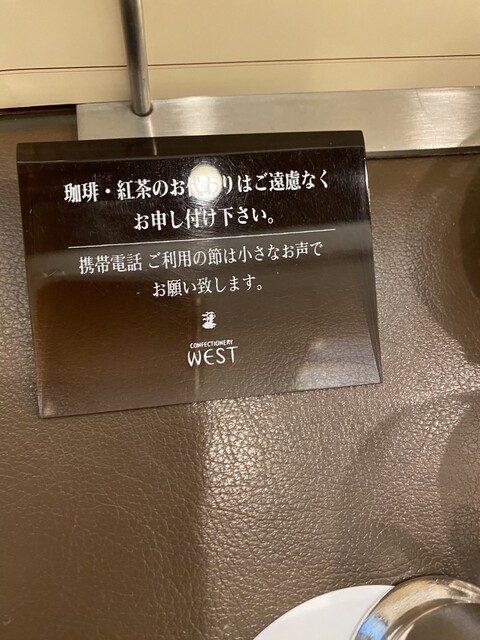 珈琲・紅茶のお代わりはご遠慮なく
お申し付け下さい。
携帯電話 ご利用の節は小さなお声で
お願い致します。
CONFECTIONERY
WEST